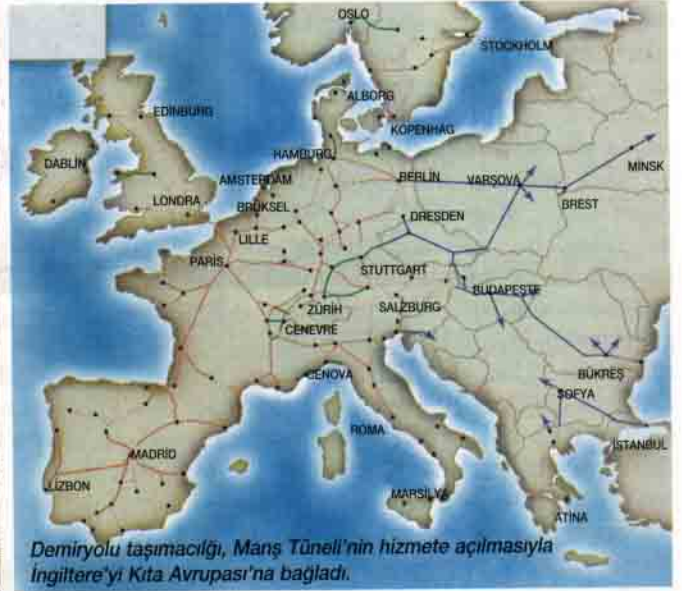 OSLO
STOCKHOLM
ALBORG
EDINBURG
KOPENHAG
DABLİN
HAMBURG
MİNSK
AMSTERDAM
BERLİN
VARŞOVA
LONDRA
BREST
BRÜKSEL
DRESDEN
LİLLE
PARİS
STUTTGART
BUDAPEŞTE
ZÜRİH
SALZBURG
CENEVRE
CENOVA
BÜKREŞ
SOFYA
ROMA
İSTANBUL
MADRİD
LİZBON
MARSİLYA
ATİNA
Demiryolu taşımacılğı, Manş Tüneli'nin hizmete açılmasıyla
İngiltere'yi Kıta Avrupası'na bağladı.